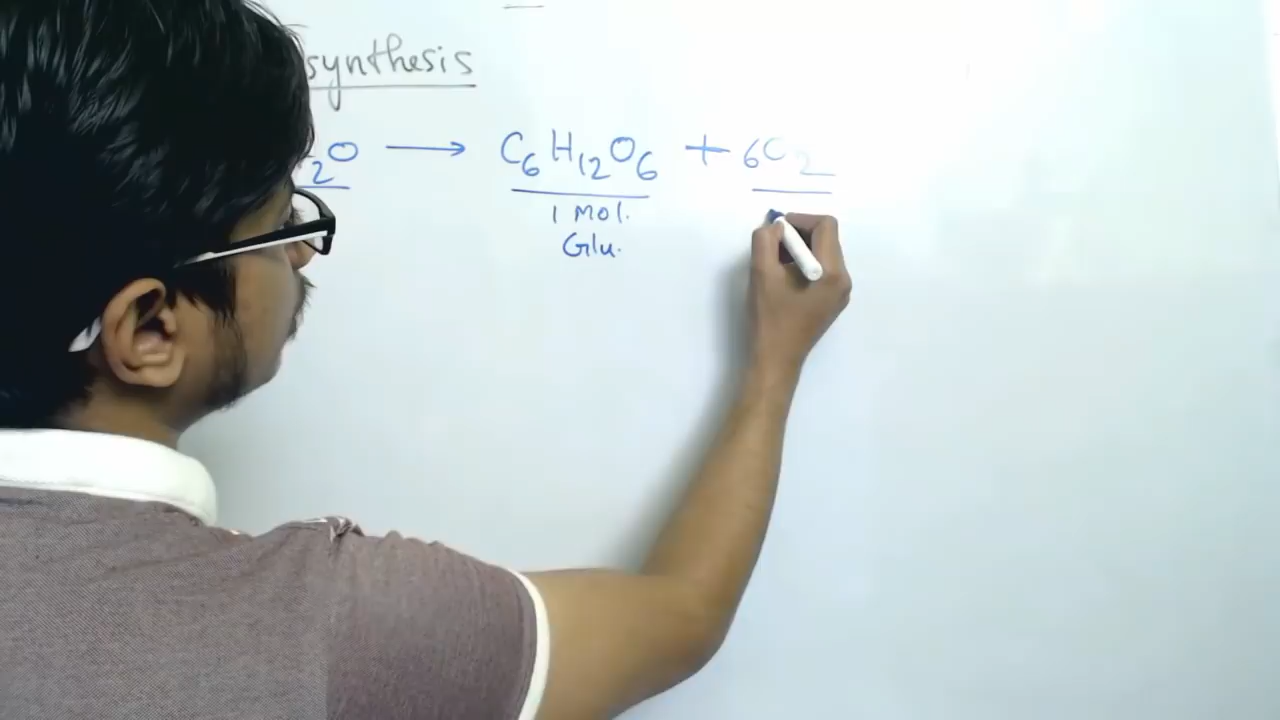 synthesis
₂O → C₆H₁₂O₆ + 6O₂
1 Mol.
Glu.